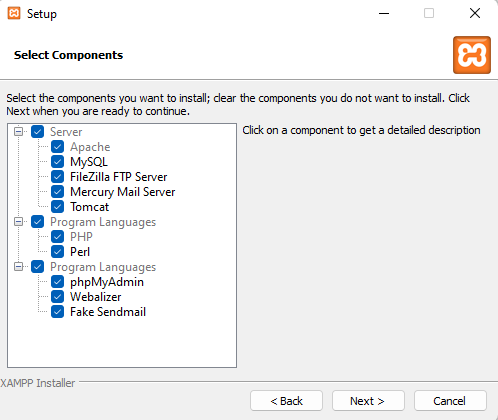 Setup
Select Components
Select the components you want to install; clear the components you do not want to install. Click
Next when you are ready to continue.
Server
Apache
MySQL
FileZilla FTP Server
Mercury Mail Server
Tomcat
Program Languages
PHP
Perl
Program Languages
phpMyAdmin
Webalizer
Fake Sendmail
Click on a component to get a detailed description
XAMPP Installer
< Back
Next >
Cancel